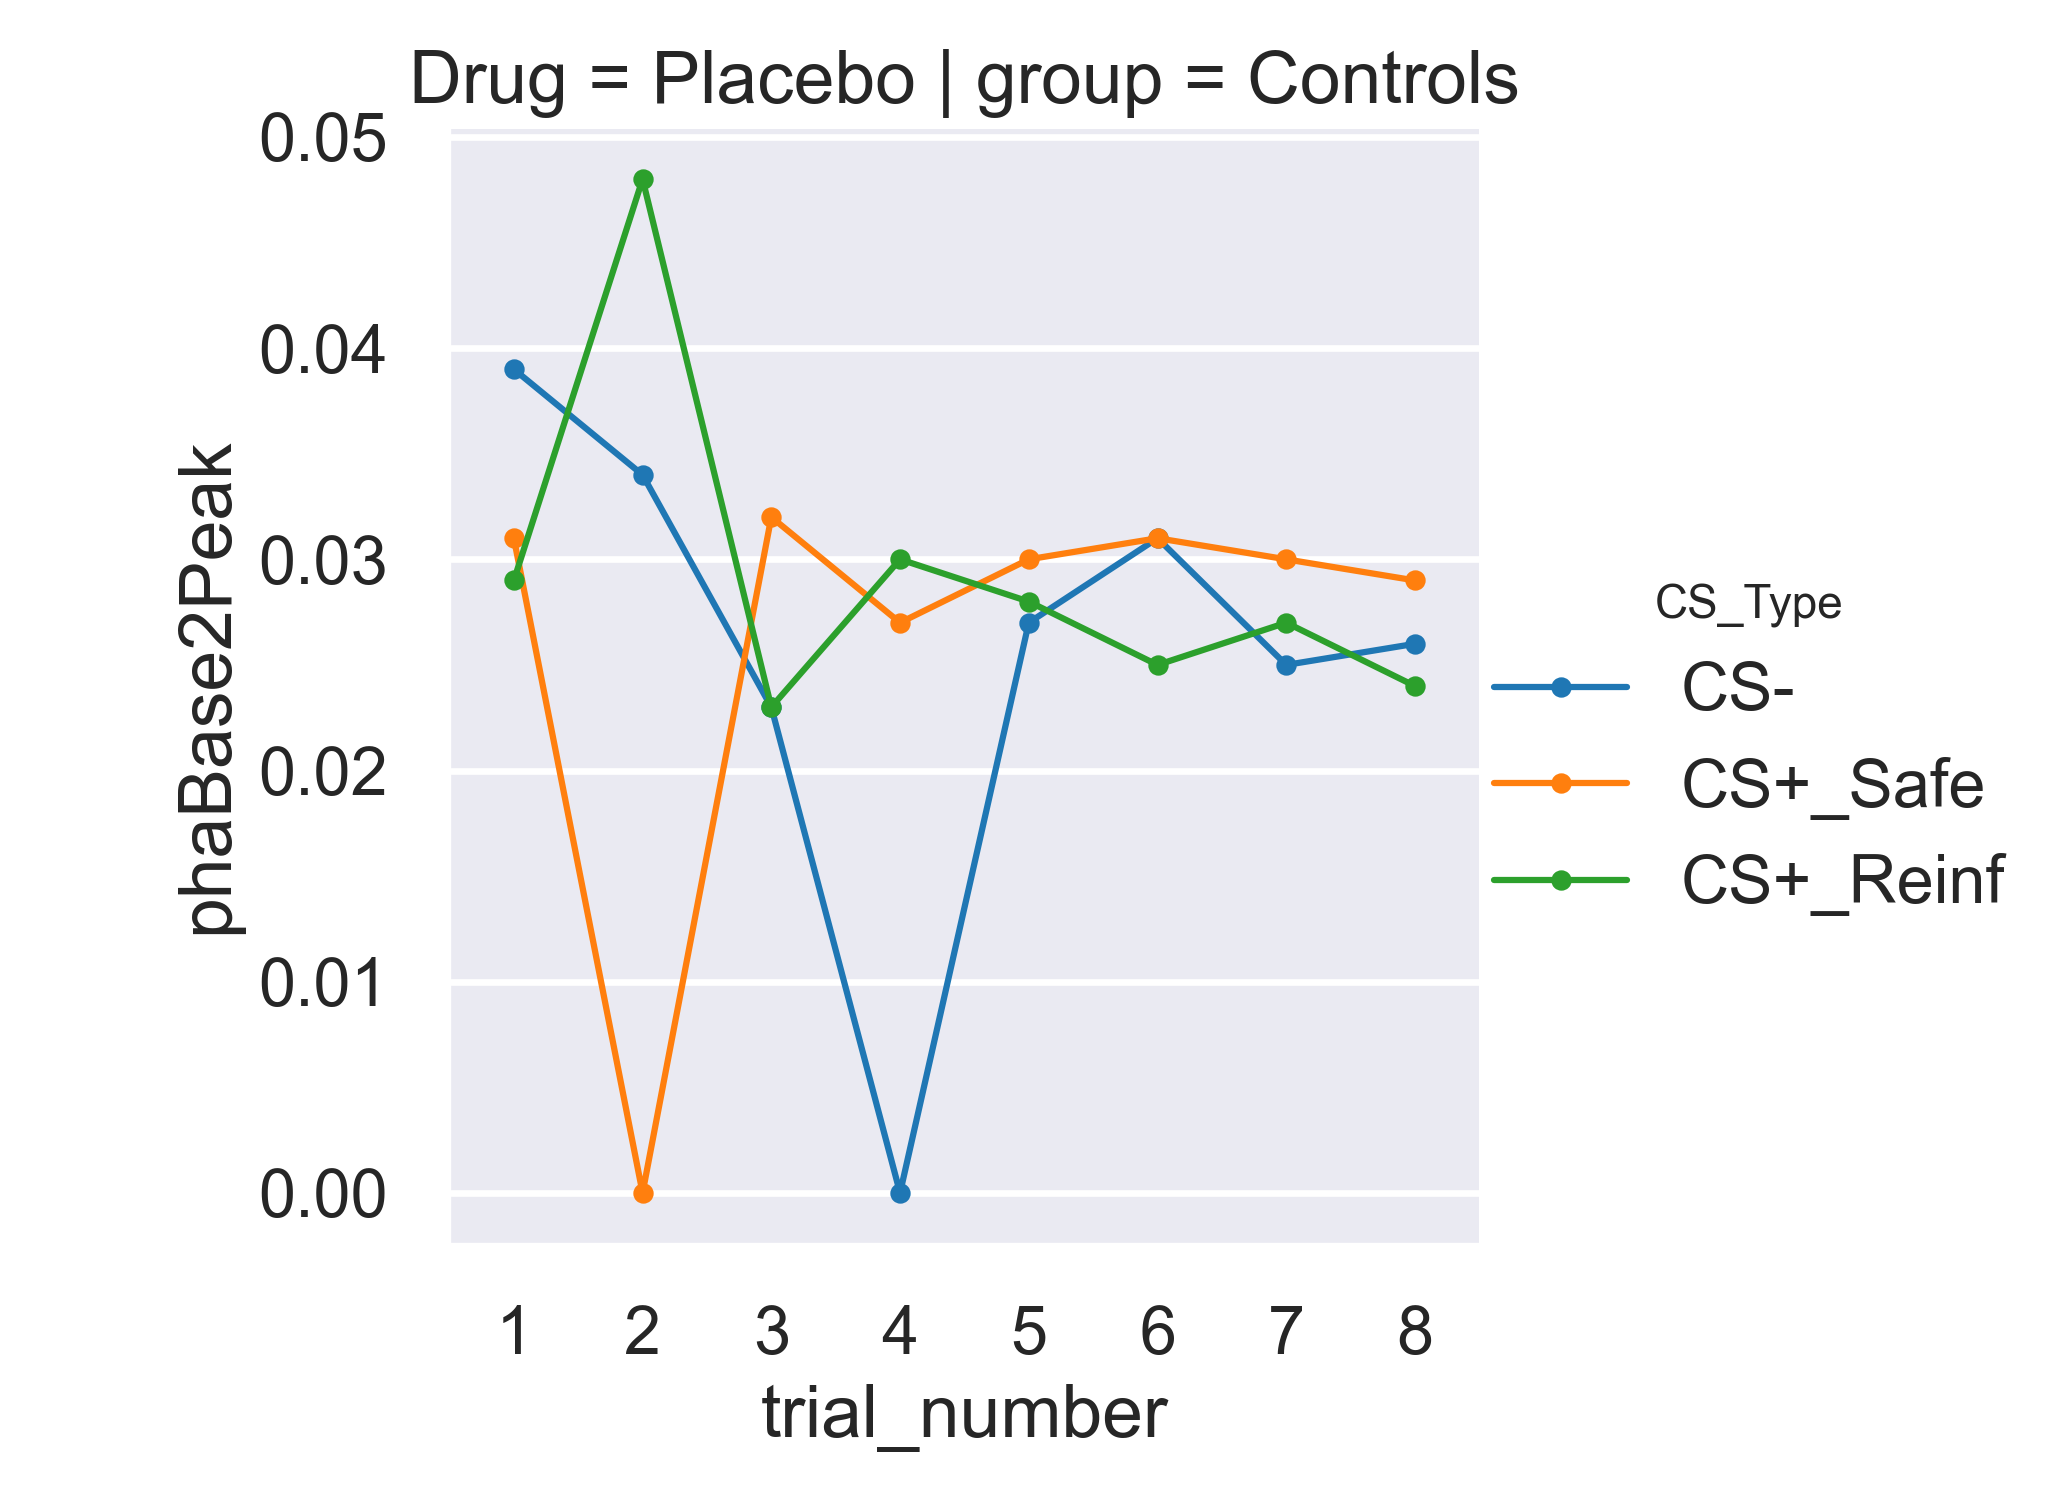 Drug = Placebo | group = Controls
0.05
0.04
0.03
0.02
0.01
0.00
phaBase2Peak
1 2 3 4 5 6 7 8
trial_number
CS_Type
CS-
CS+_Safe
CS+_Reinf